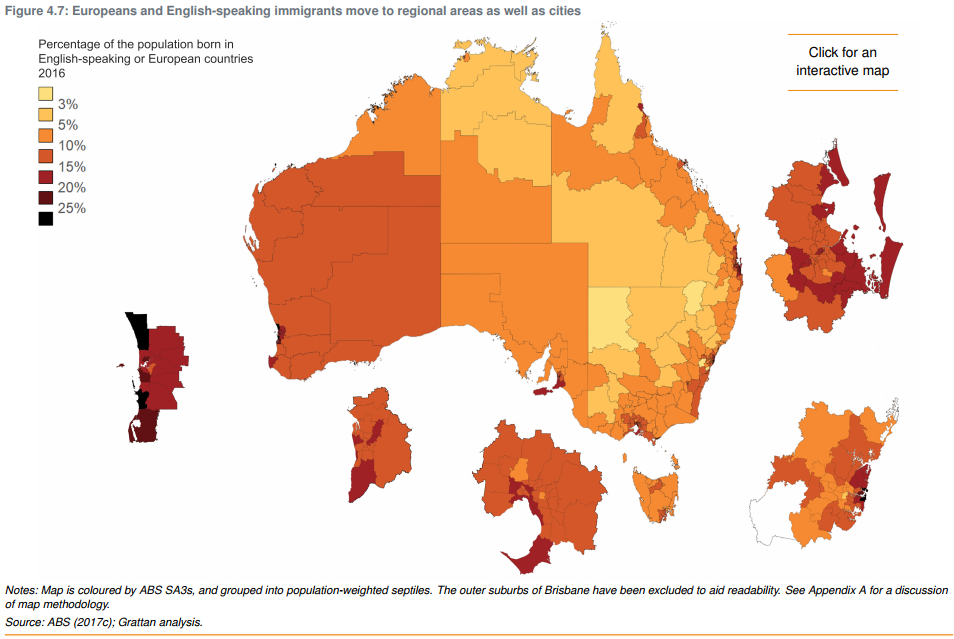 Figure 4.7: Europeans and English-speaking immigrants move to regional areas as well as cities
Percentage of the population born in
English-speaking or European countries
2016
3%
5%
10%
15%
20%
25%
Click for an
interactive map
Notes: Map is coloured by ABS SA3s, and grouped into population-weighted septiles. The outer suburbs of Brisbane have been excluded to aid readability. See Appendix A for a discussion
of map methodology.
Source: ABS (2017c); Grattan analysis.